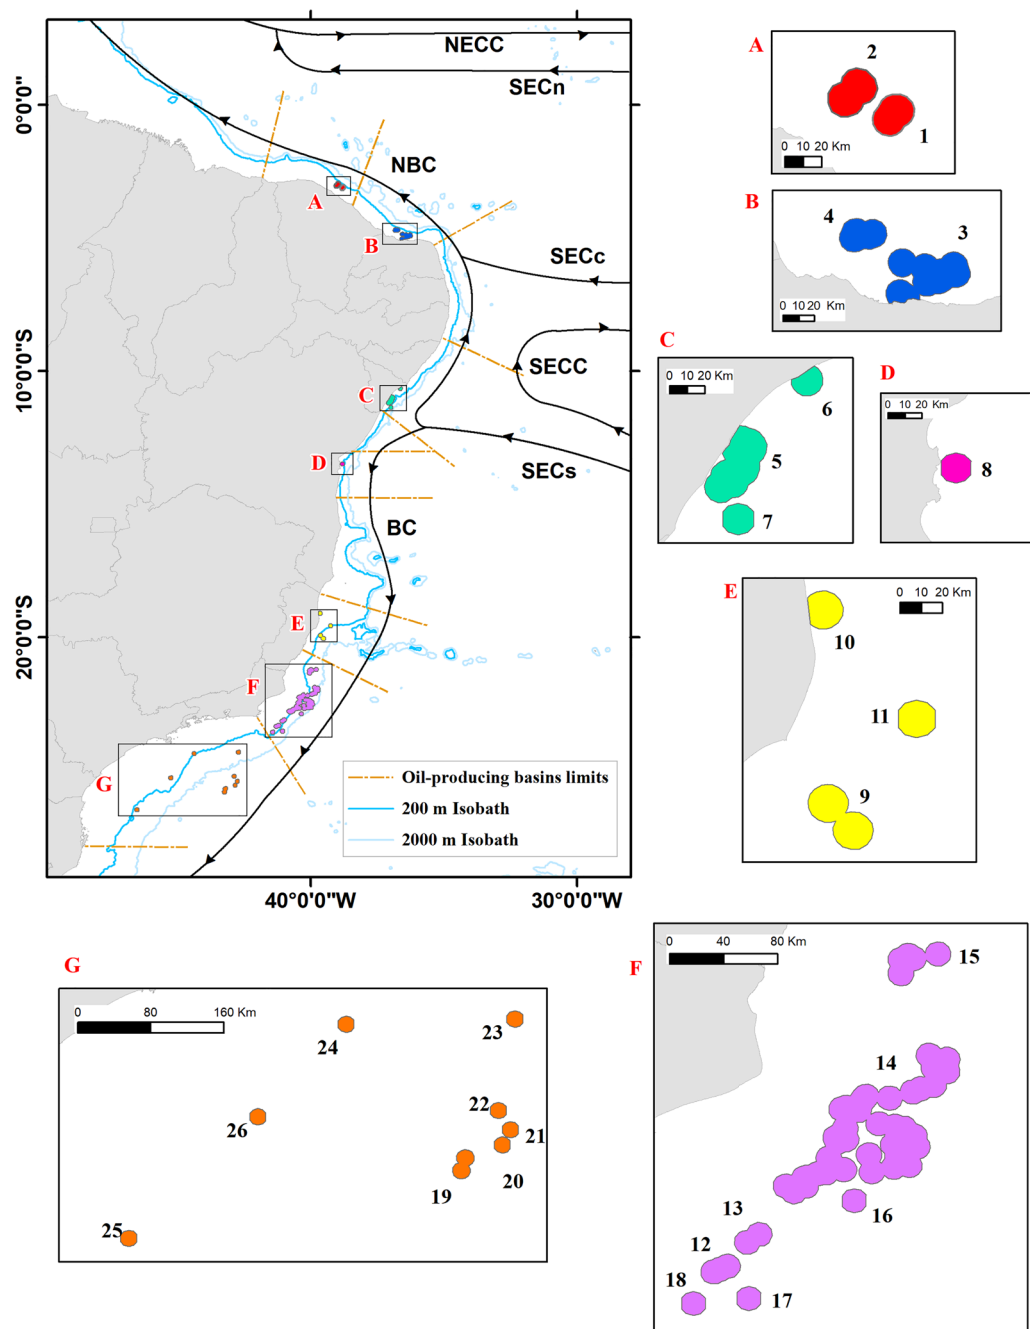 NECC
SECn
0°0'0"
NBC
A
B
SECc
SECC
10°0'0"S
C
D
SECs
BC
E
20°0'0"S
F
G
Oil-producing basins limits
200 m Isobath
2000 m Isobath
40°0'0"W
30°0'0"W
A
2
1
0 10 20 Km
B
4
3
0 10 20 Km
C
0 10 20 Km
6
5
7
D
0 10 20 Km
8
E
0 10 20 Km
10
11
9
F
0 40 80 Km
15
14
16
13
12
18
17
G
0 80 160 Km
24
23
22
21
26
20
19
25